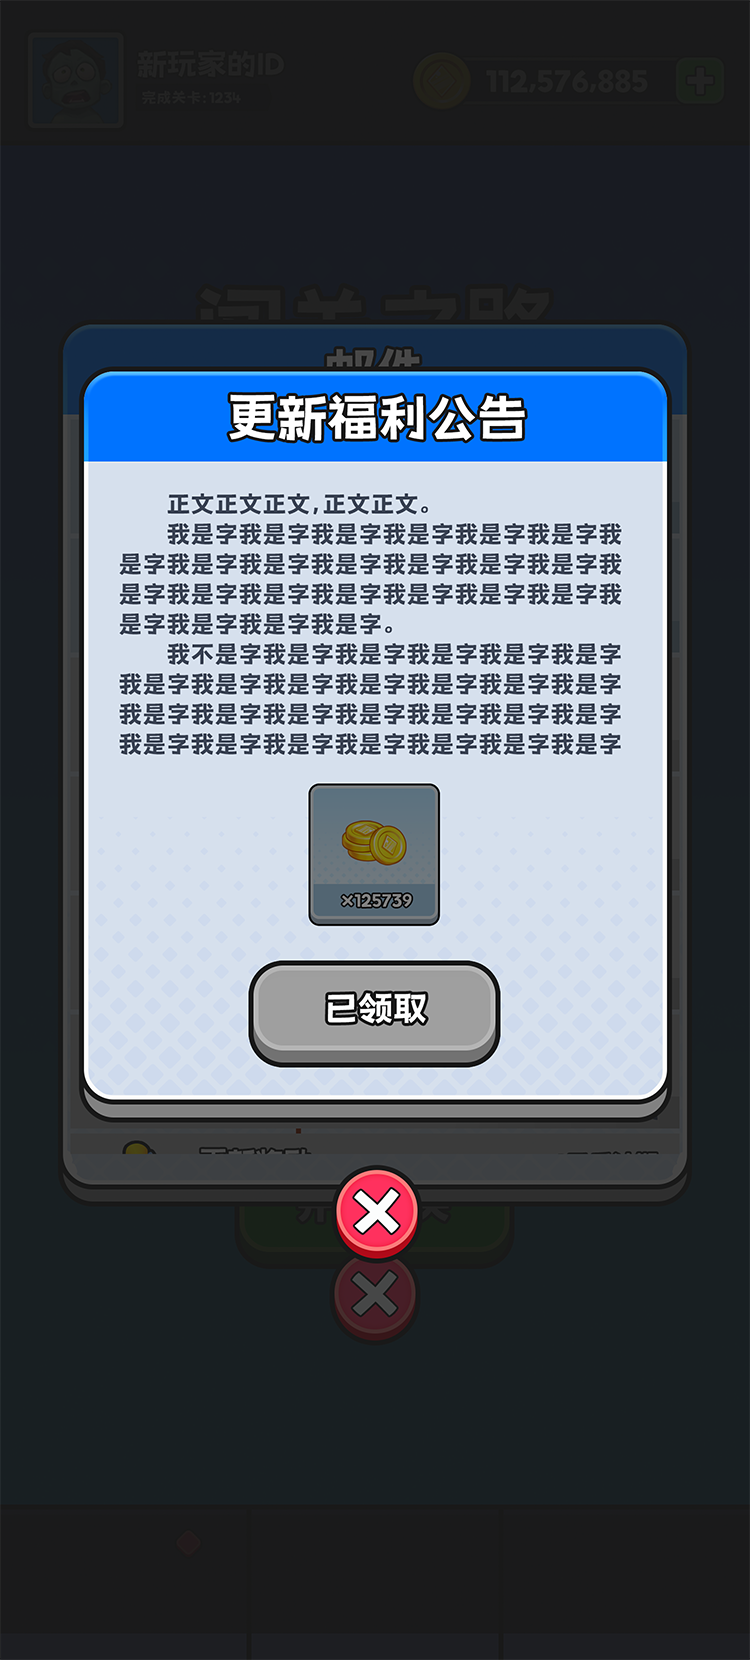 新玩家的ID
完成关卡:1234
112,576,885
闯关之路
邮件
更新福利公告
正文正文正文,正文正文。
我是字我是字我是字我是字我是字我是字我
是字我是字我是字我是字我是字我是字我是字我
是字我是字我是字我是字我是字我是字我是字我
是字我是字我是字我是字。
我不是字我是字我是字我是字我是字我是字
我是字我是字我是字我是字我是字我是字我是字
我是字我是字我是字我是字我是字我是字我是字
我是字我是字我是字我是字我是字我是字我是字
×125739
已领取